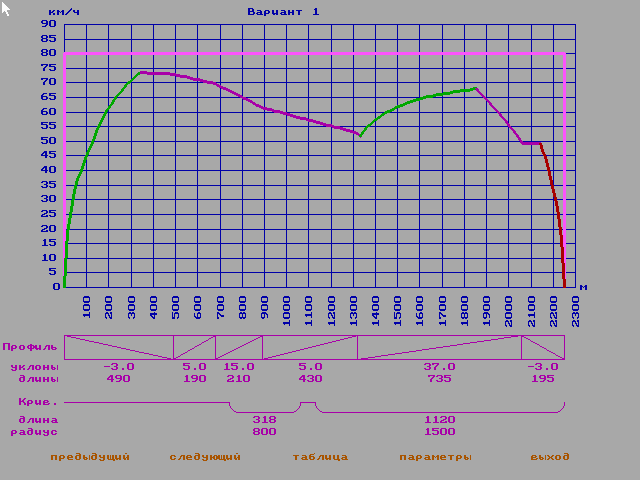 км/ч Вариант 1
90
85
80
75
70
65
60
55
50
45
40
35
30
25
20
15
10
5
0 м
100 200 300 400 500 600 700 800 900 1000 1100 1200 1300 1400 1500 1600 1700 1800 1900 2000 2100 2200 2300
Профиль
уклоны -3.0 5.0 15.0 5.0 37.0 -3.0
длины 490 190 210 430 735 195
Крив.
длина 318 1120
радиус 800 1500
предыдущий следующий таблица параметры выход